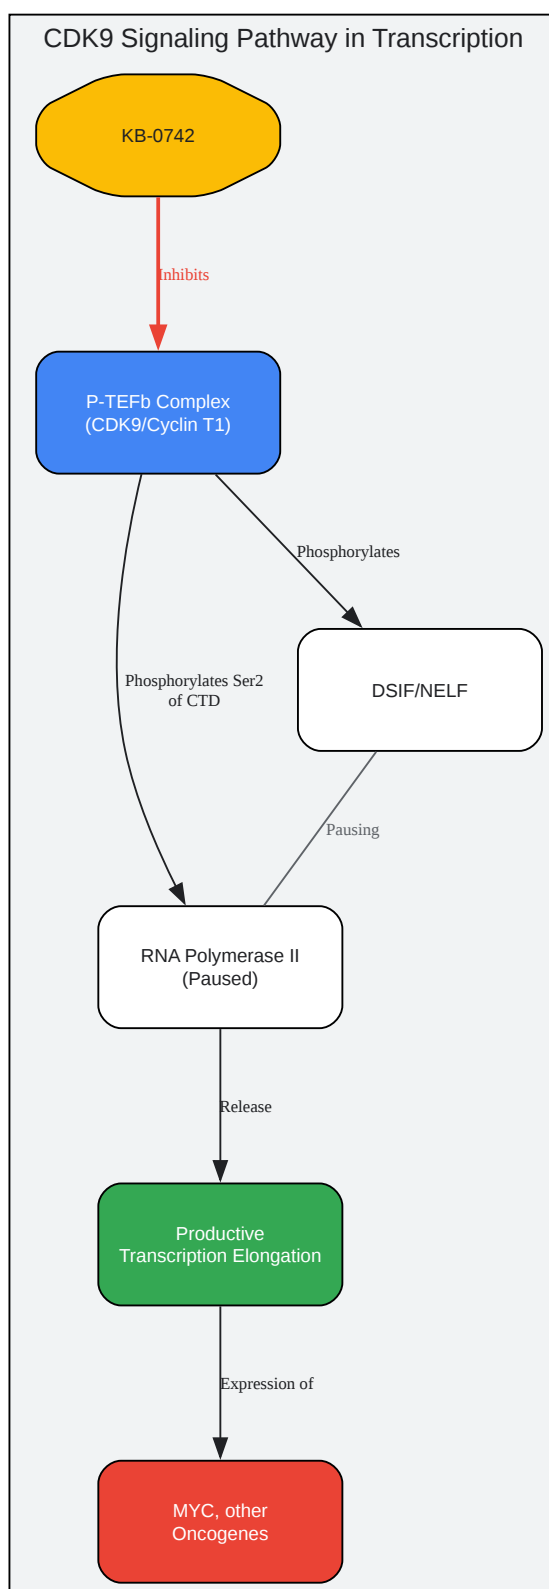 CDK9 Signaling Pathway in Transcription
KB-0742
Inhibits
P-TEFb Complex
(CDK9/Cyclin T1)
Phosphorylates
Phosphorylates Ser2
of CTD
DSIF/NELF
Pausing
RNA Polymerase II
(Paused)
Release
Productive
Transcription Elongation
Expression of
MYC, other
Oncogenes